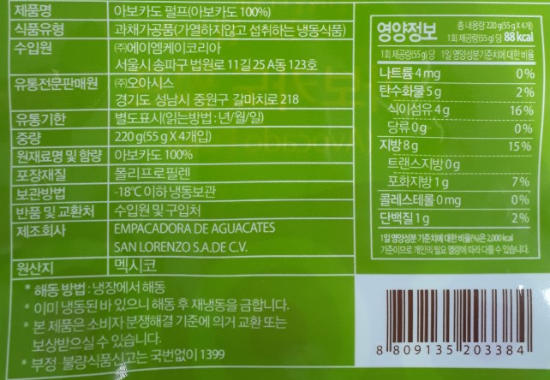 제품명 아보카도 펄프(아보카도 100%)
식품유형 과채가공품(가열하지않고 섭취하는 냉동식품)
수입원 ㈜에이엠케이코리아
서울시 송파구 법원로 11길 25 A동 123호
유통전문판매원 ㈜오아시스
경기도 성남시 중원구 갈마치로 218
유통기한 별도표시(읽는방법 : 년/월/일)
중량 220 g(55 g X 4개입)
원재료명 및 함량 아보카도 100%
포장재질 폴리프로필렌
보관방법 -18℃ 이하 냉동보관
반품 및 교환처 수입원 및 구입처
제조회사 EMPACADORA DE AGUACATES
SAN LORENZO S.A.DE C.V.
원산지 멕시코
* 해동 방법 : 냉장에서 해동
* 이미 냉동된 바 있으니 해동 후 재냉동을 금합니다.
* 본 제품은 소비자 분쟁해결 기준에 의거 교환 또는
보상받으실 수 있습니다.
* 부정·불량식품신고는 국번없이 1399
영양정보 총 내용량 220 g(55 g X 4개)
1회 제공량(55 g)당 88 kcal
1회 제공량(55 g)당 1일 영양성분 기준치에 대한 비율
나트륨 4 mg 0 %
탄수화물 5 g 2 %
식이섬유 4 g 16 %
당류 0 g 0 %
지방 8 g 15 %
트랜스지방 0 g
포화지방 1 g 7 %
콜레스테롤 0 mg 0 %
단백질 1 g 2 %
1일 영양성분 기준치에 대한 비율(%)은 2,000 kcal
기준이므로 개인의 필요 열량에 따라 다를 수 있습니다.
8 809135 203384